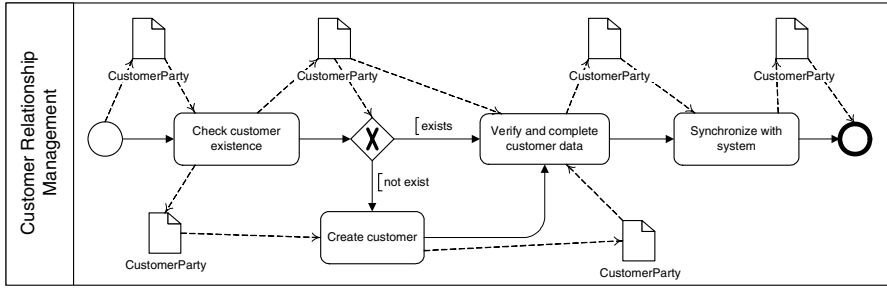 Customer Relationship
Management
CustomerParty
CustomerParty
CustomerParty
CustomerParty
Check customer
existence
X
[exists
Verify and complete
customer data
Synchronize with
system
[not exist
Create customer
CustomerParty
CustomerParty